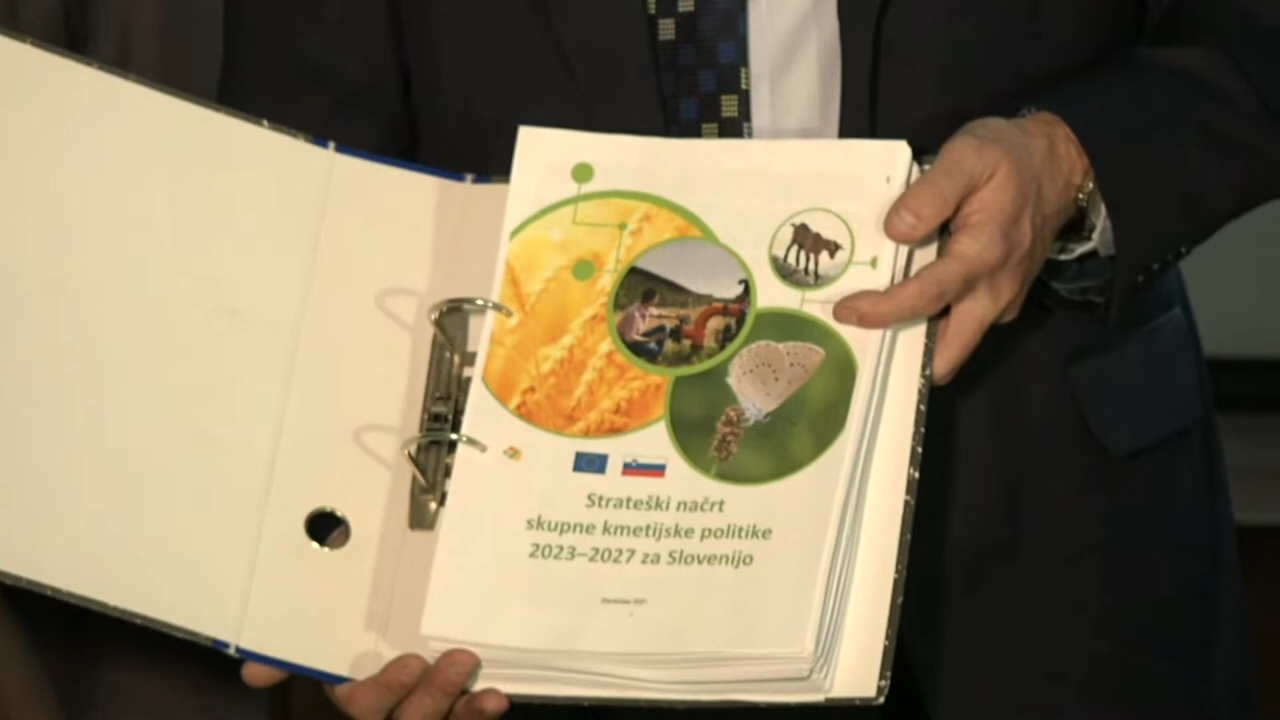 Strateški načrt
skupne kmetijske politike
2023–2027 za Slovenijo